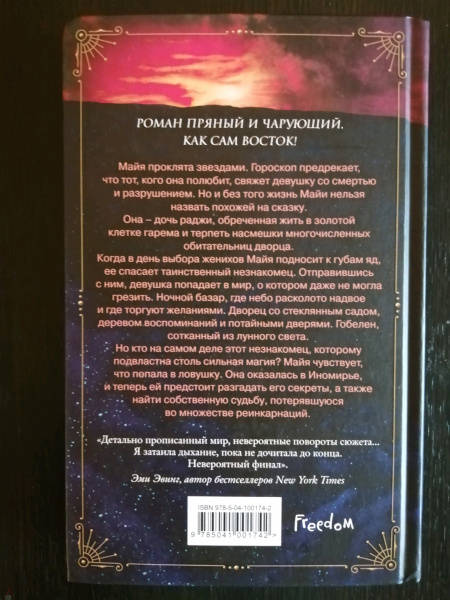 РОМАН ПРЯНЫЙ И ЧАРУЮЩИЙ.
КАК САМ ВОСТОК!
Майя проклята звездами. Гороскоп предрекает,
что тот, кого она полюбит, свяжет девушку со смертью
и разрушением. Но и без того жизнь Майи нельзя
назвать похожей на сказку.
Она – дочь раджи, обреченная жить в золотой
клетке гарема и терпеть насмешки многочисленных
обитательниц дворца.
Когда в день выбора женихов Майя подносит к губам яд,
ее спасает таинственный незнакомец. Отправившись
с ним, девушка попадает в мир, о котором даже не могла
грезить. Ночной базар, где небо расколото надвое
и где торгуют желаниями. Дворец со стеклянным садом,
деревом воспоминаний и потайными дверями. Гобелен,
сотканный из лунного света.
Но кто на самом деле этот незнакомец, которому
подвластна столь сильная магия? Майя чувствует,
что попала в ловушку. Она оказалась в Иномирье,
и теперь ей предстоит разгадать его секреты, а также
найти собственную судьбу, потерявшуюся
во множестве реинкарнаций.
«Детально прописанный мир, невероятные повороты сюжета...
Я затаила дыхание, пока не дочитала до конца.
Невероятный финал».
Эми Эвинг, автор бестселлеров New York Times
ISBN 978-5-04-100174-2
9 785041 001742 >
Freedom